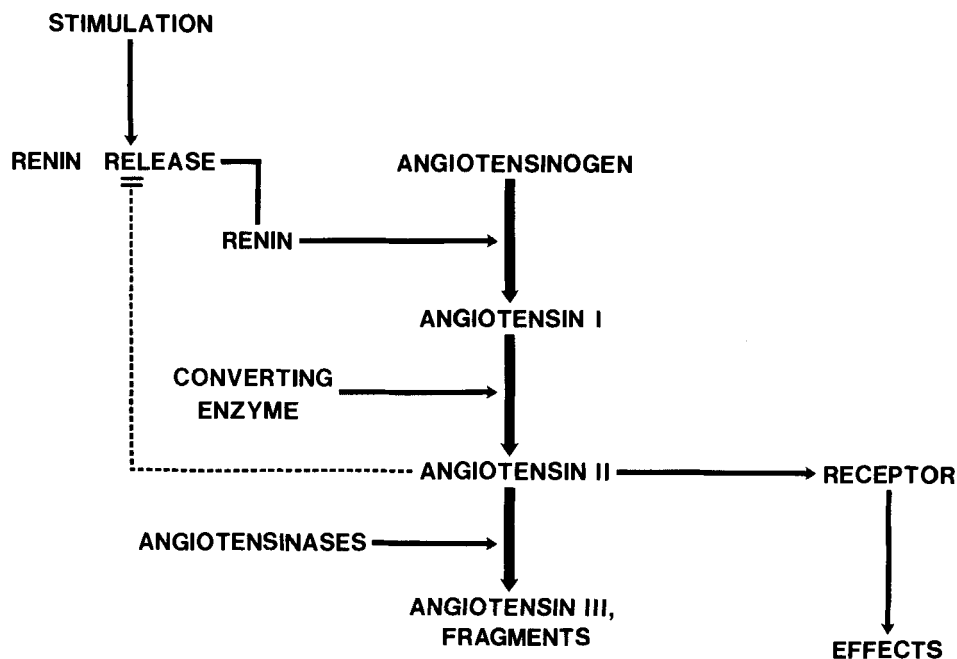 STIMULATION
RENIN RELEASE
ANGIOTENSINOGEN
RENIN
ANGIOTENSIN I
CONVERTING
ENZYME
ANGIOTENSIN II
RECEPTOR
ANGIOTENSINASES
ANGIOTENSIN III,
FRAGMENTS
EFFECTS